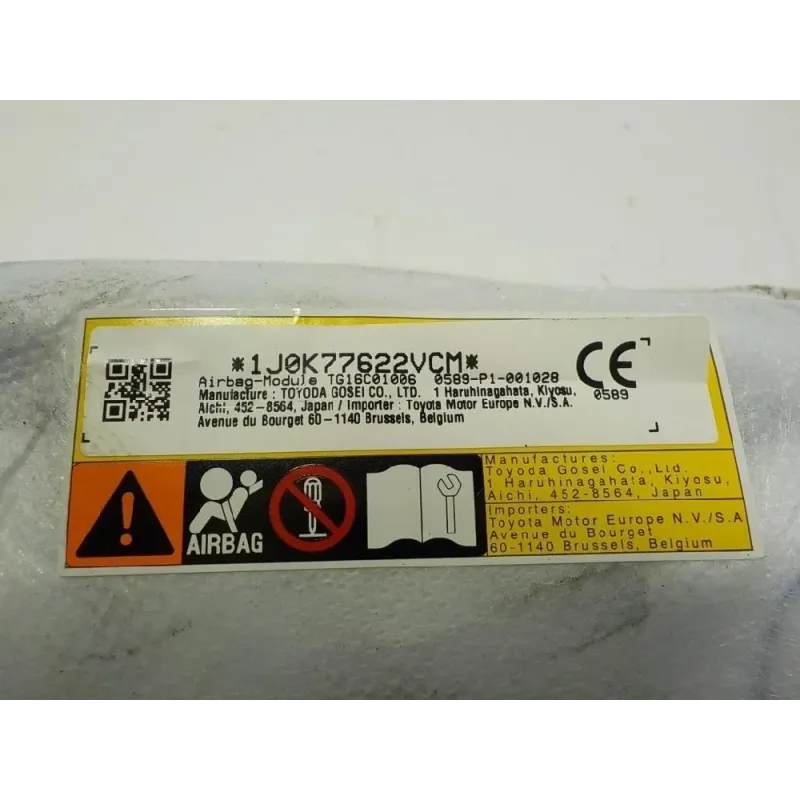 *1J0K77622VCM*
Airbag-Module TG16C01006 0589-P1-001028
Manufacture : TOYODA GOSEI CO., LTD. 1 Haruhinagahata, Kiyosu,
Aichi, 452-8564, Japan / Importer : Toyota Motor Europe N.V./S.A.
Avenue du Bourget 60-1140 Brussels, Belgium
CE
0589
AIRBAG
Manufactures:
Toyoda Gosei Co.,Ltd.
1 Haruhinagahata, Kiyosu,
Aichi, 452-8564, Japan
Importers:
Toyota Motor Europe N.V./S.A
Avenue du Bourget
60-1140 Brussels, Belgium